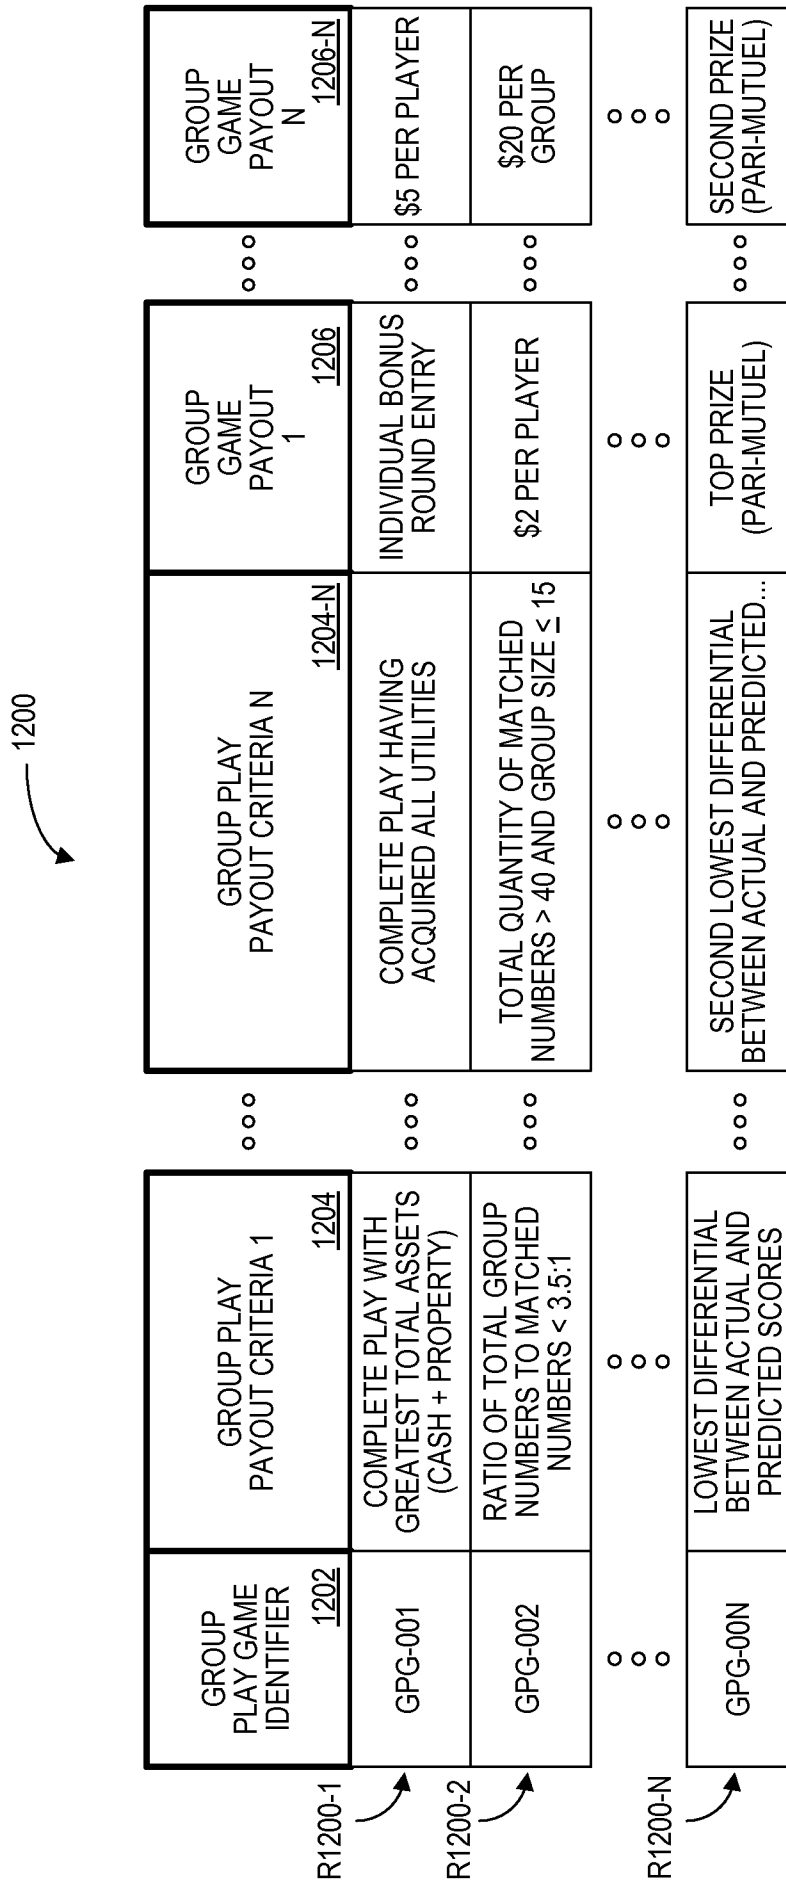 1200
GROUP
PLAY GAME
IDENTIFIER
1202
GROUP PLAY
PAYOUT CRITERIA 1
1204
GROUP PLAY
PAYOUT CRITERIA N
1204-N
GROUP
GAME
PAYOUT
1
1206
GROUP
GAME
PAYOUT
N
1206-N
R1200-1
GPG-001
COMPLETE PLAY WITH
GREATEST TOTAL ASSETS
(CASH + PROPERTY)
COMPLETE PLAY HAVING
ACQUIRED ALL UTILITIES
INDIVIDUAL BONUS
ROUND ENTRY
$5 PER PLAYER
R1200-2
GPG-002
RATIO OF TOTAL GROUP
NUMBERS TO MATCHED
NUMBERS < 3.5:1
TOTAL QUANTITY OF MATCHED
NUMBERS > 40 AND GROUP SIZE ≤ 15
$2 PER PLAYER
$20 PER
GROUP
R1200-N
GPG-00N
LOWEST DIFFERENTIAL
BETWEEN ACTUAL AND
PREDICTED SCORES
SECOND LOWEST DIFFERENTIAL
BETWEEN ACTUAL AND PREDICTED...
TOP PRIZE
(PARI-MUTUEL)
SECOND PRIZE
(PARI-MUTUEL)